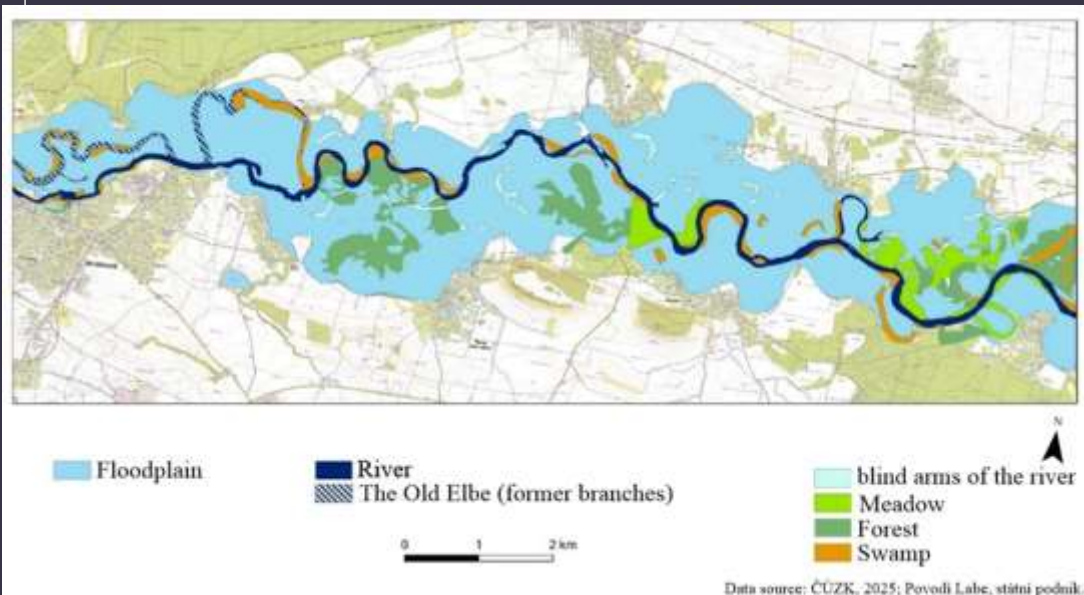 Floodplain
River
The Old Elbe (former branches)
0 1 2 km
N
blind arms of the river
Meadow
Forest
Swamp
Data source: ČÚZK, 2025; Povodí Labe, státní podnik.